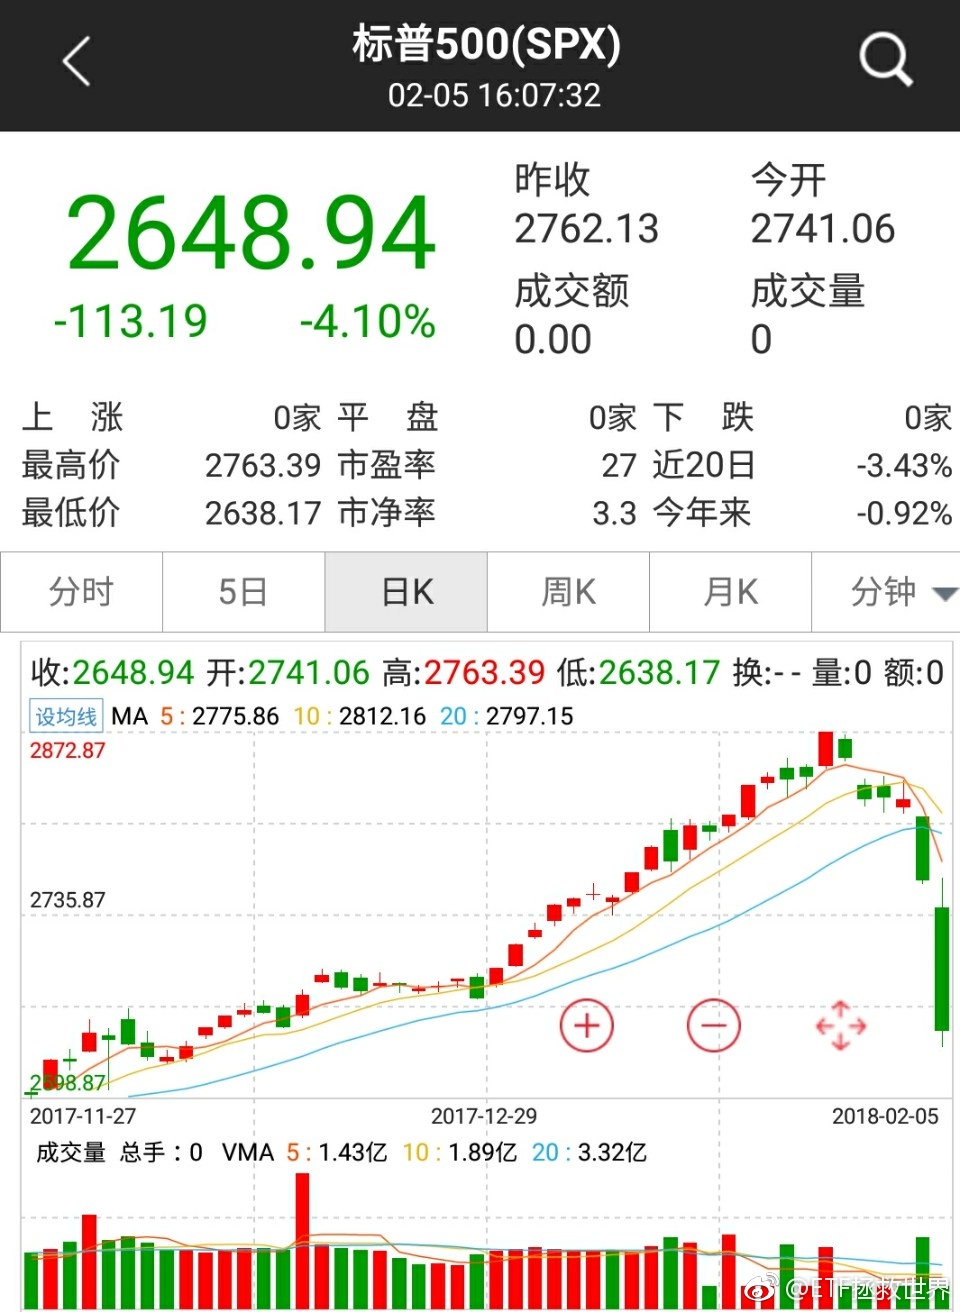 标普500(SPX)
02-05 16:07:32
2648.94
-113.19 -4.10%
昨收 今开
2762.13 2741.06
成交额 成交量
0.00 0
上 涨 0家 平 盘 0家 下 跌 0家
最高价 2763.39 市盈率 27 近20日 -3.43%
最低价 2638.17 市净率 3.3 今年来 -0.92%
分时 5日 日K 周K 月K 分钟
收:2648.94 开:2741.06 高:2763.39 低:2638.17 换:-- 量:0 额:0
设均线 MA 5:2775.86 10:2812.16 20:2797.15
2872.87
2735.87
2598.87
2017-11-27 2017-12-29 2018-02-05
成交量 总手:0 VMA 5:1.43亿 10:1.89亿 20:3.32亿
@ETF拯救世界